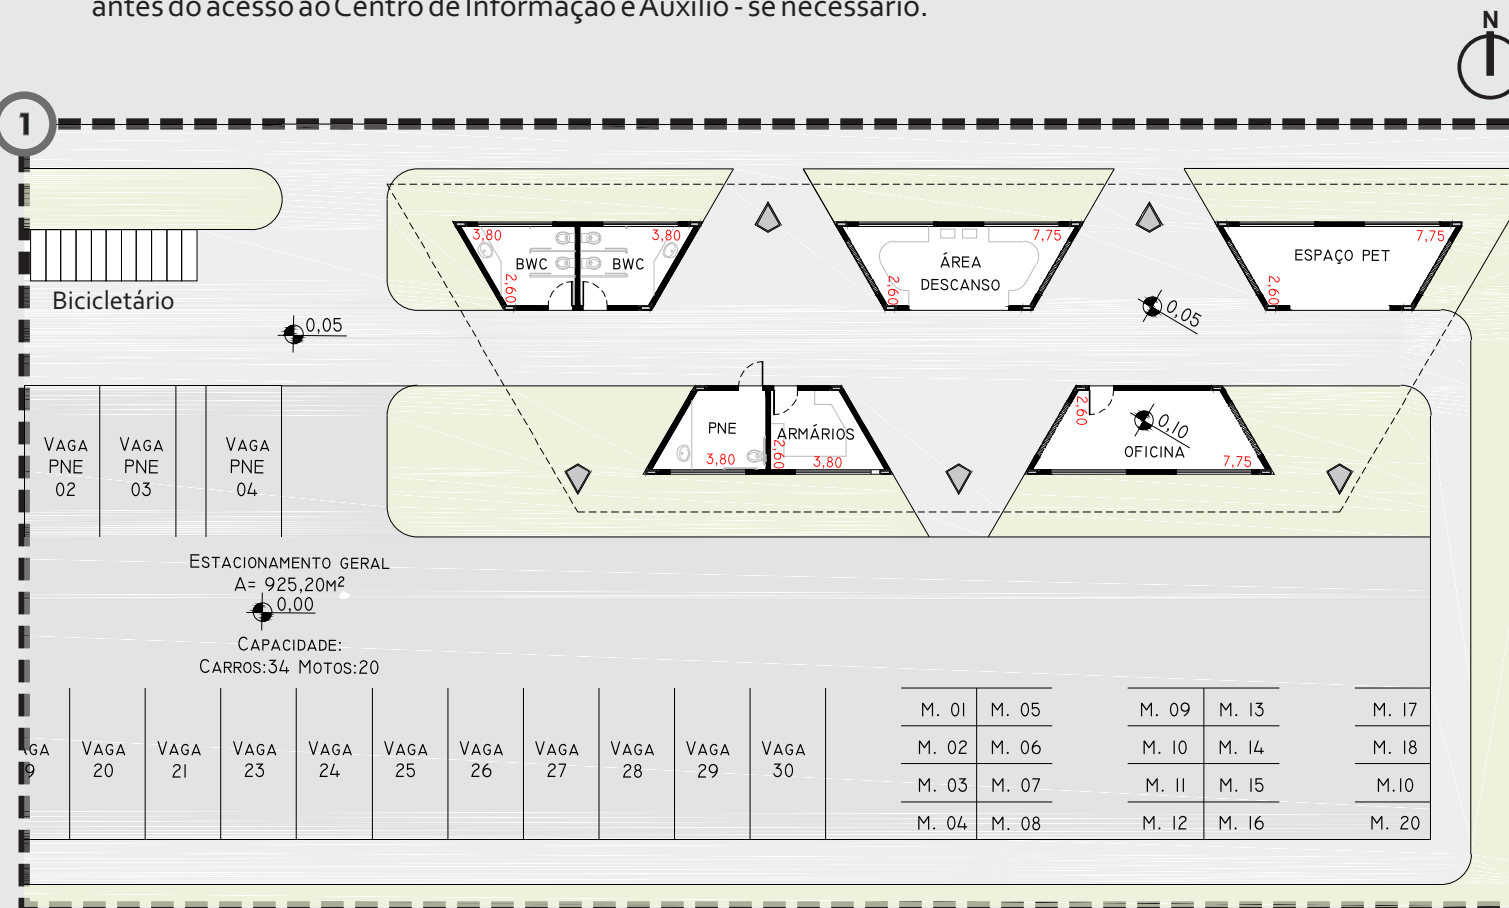 antes do acesso ao Centro de Informação e Auxílio - se necessário.
N
1
3,80
3,80
BWC
BWC
2,60
7,75
ÁREA
DESCANSO
2,60
7,75
ESPAÇO PET
2,60
Bicicletário
0,05
0,05
VAGA
PNE
02
VAGA
PNE
03
VAGA
PNE
04
PNE
3,80
ARMÁRIOS
2,60
3,80
2,60
0,10
OFICINA
7,75
ESTACIONAMENTO GERAL
A= 925,20M²
0,00
CAPACIDADE:
CARROS:34 MOTOS:20
GA
9
VAGA
20
VAGA
21
VAGA
23
VAGA
24
VAGA
25
VAGA
26
VAGA
27
VAGA
28
VAGA
29
VAGA
30
M. 01 M. 05
M. 02 M. 06
M. 03 M. 07
M. 04 M. 08
M. 09 M. 13
M. 10 M. 14
M. 11 M. 15
M. 12 M. 16
M. 17
M. 18
M.10
M. 20